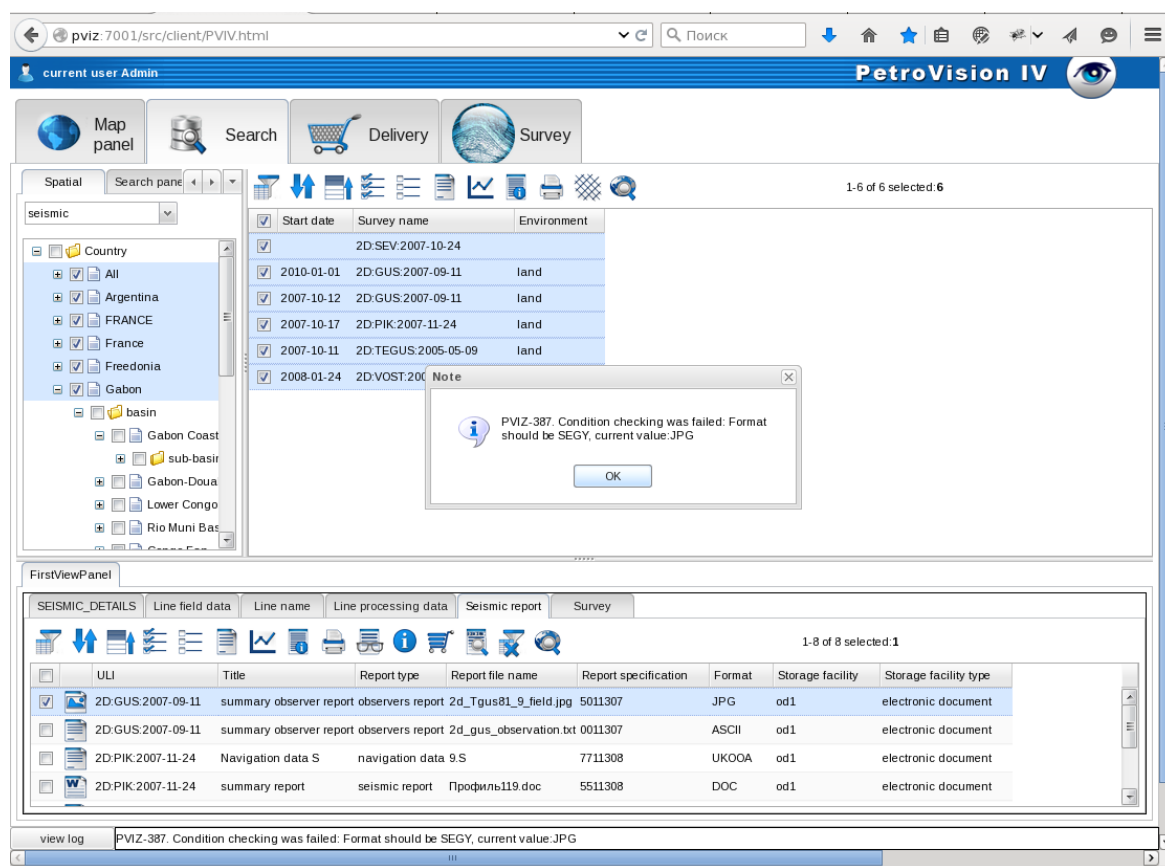 pviz:7001/src/client/PVIV.html
Поиск
current user Admin
PetroVision IV
Map panel
Search
Delivery
Survey
Spatial
Search pane
1-6 of 6 selected:6
seismic
Start date Survey name Environment
2D:SEV:2007-10-24
2010-01-01 2D:GUS:2007-09-11 land
2007-10-12 2D:GUS:2007-09-11 land
2007-10-17 2D:PIK:2007-11-24 land
2007-10-11 2D:TEGUS:2005-05-09 land
2008-01-24 2D:VOST:200
Country
All
Argentina
FRANCE
France
Freedonia
Gabon
basin
Gabon Coast
sub-basin
Gabon-Doua
Lower Congo
Rio Muni Bas
Note
PVIZ-387. Condition checking was failed: Format
should be SEGY, current value:JPG
OK
FirstViewPanel
SEISMIC_DETAILS Line field data Line name Line processing data Seismic report Survey
1-8 of 8 selected:1
ULI Title Report type Report file name Report specification Format Storage facility Storage facility type
2D:GUS:2007-09-11 summary observer report observers report 2d_Tgus81_9_field.jpg 5011307 JPG od1 electronic document
2D:GUS:2007-09-11 summary observer report observers report 2d_gus_observation.txt 0011307 ASCII od1 electronic document
2D:PIK:2007-11-24 Navigation data S navigation data 9.S 7711308 UKOOA od1 electronic document
2D:PIK:2007-11-24 summary report seismic report Профиль119.doc 5511308 DOC od1 electronic document
view log PVIZ-387. Condition checking was failed: Format should be SEGY, current value:JPG